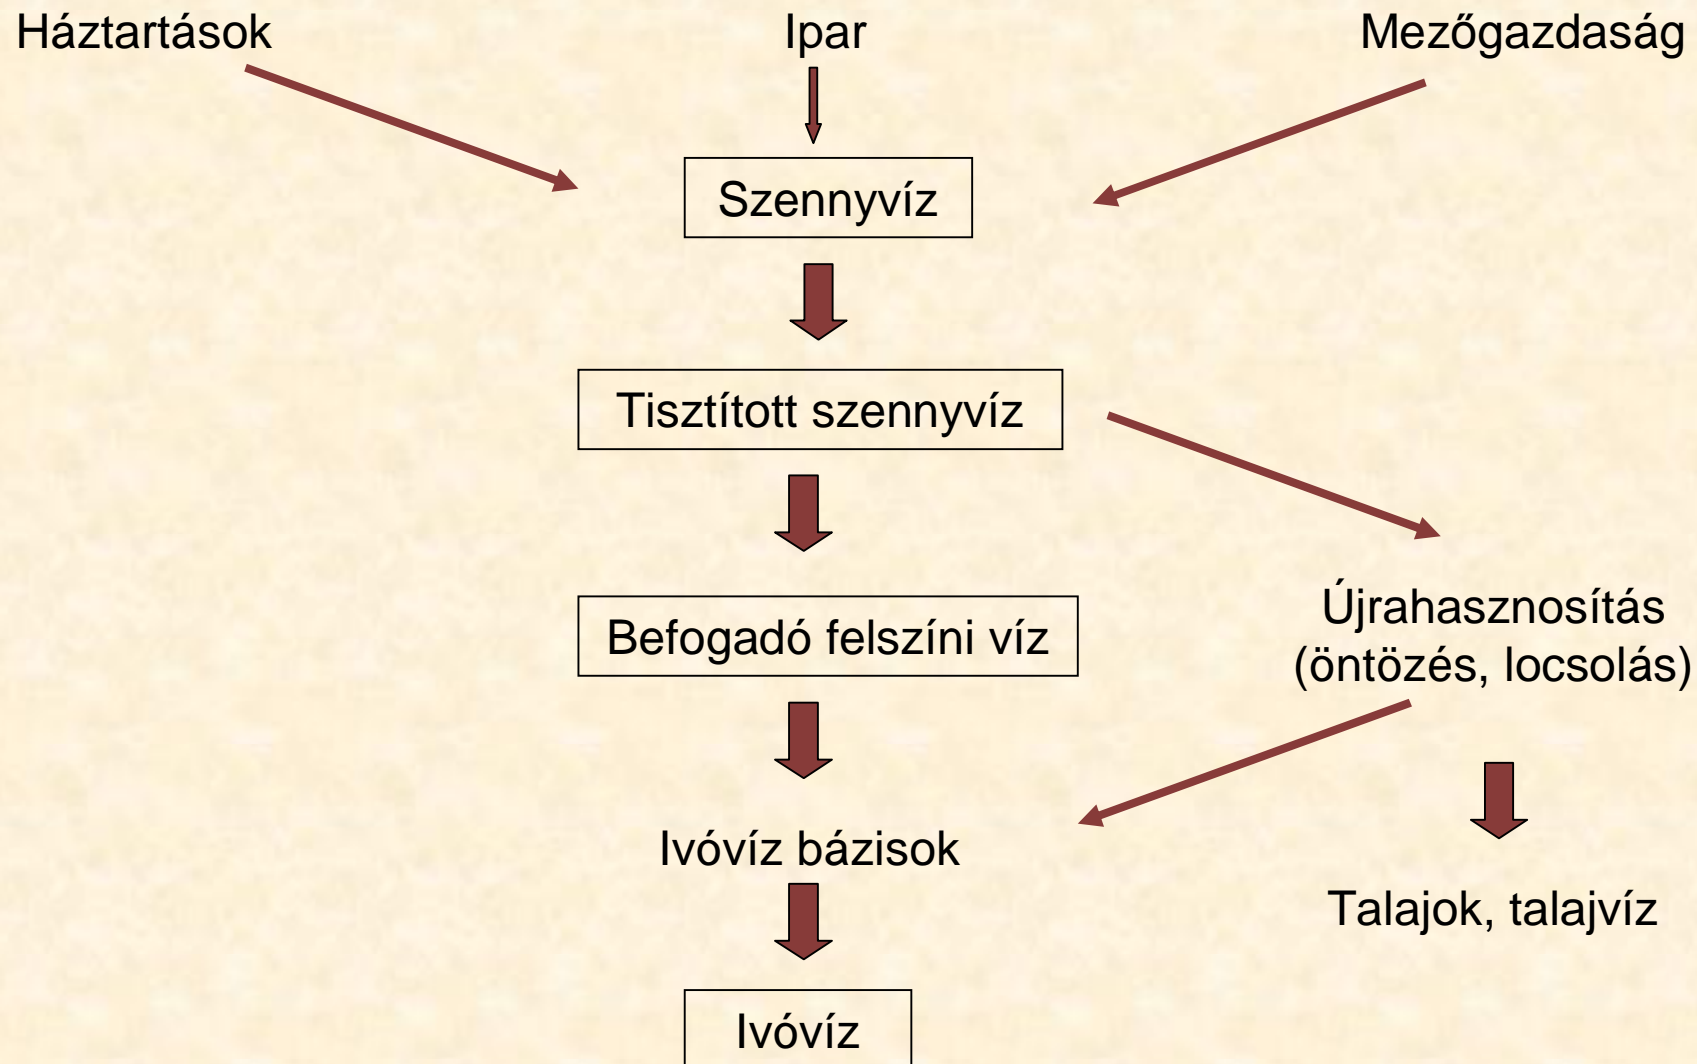 Háztartások
Ipar
Mezőgazdaság
Szennyvíz
Tisztított szennyvíz
Befogadó felszíni víz
Újrahasznosítás
(öntözés, locsolás)
Ivóvíz bázisok
Talajok, talajvíz
Ivóvíz